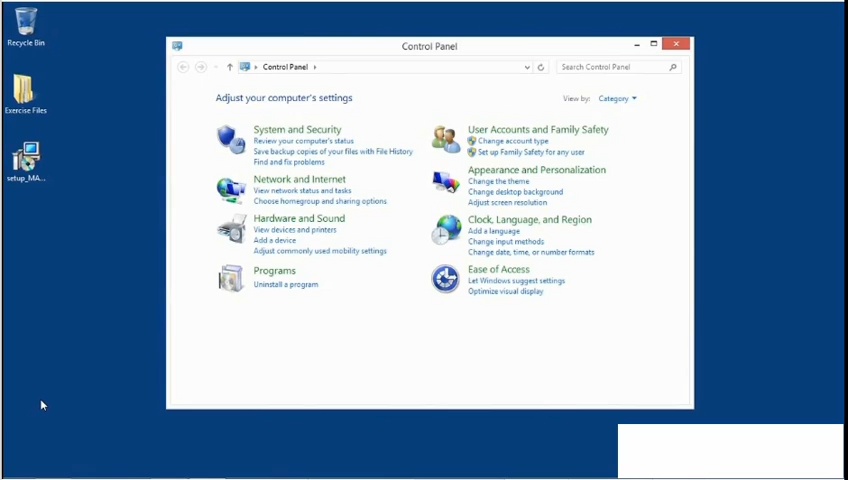 Recycle Bin
Exercise Files
setup_MA...
Control Panel
Control Panel
Search Control Panel
Adjust your computer's settings
View by: Category
System and Security
Review your computer's status
Save backup copies of your files with File History
Find and fix problems
Network and Internet
View network status and tasks
Choose homegroup and sharing options
Hardware and Sound
View devices and printers
Add a device
Adjust commonly used mobility settings
Programs
Uninstall a program
User Accounts and Family Safety
Change account type
Set up Family Safety for any user
Appearance and Personalization
Change the theme
Change desktop background
Adjust screen resolution
Clock, Language, and Region
Add a language
Change input methods
Change date, time, or number formats
Ease of Access
Let Windows suggest settings
Optimize visual display